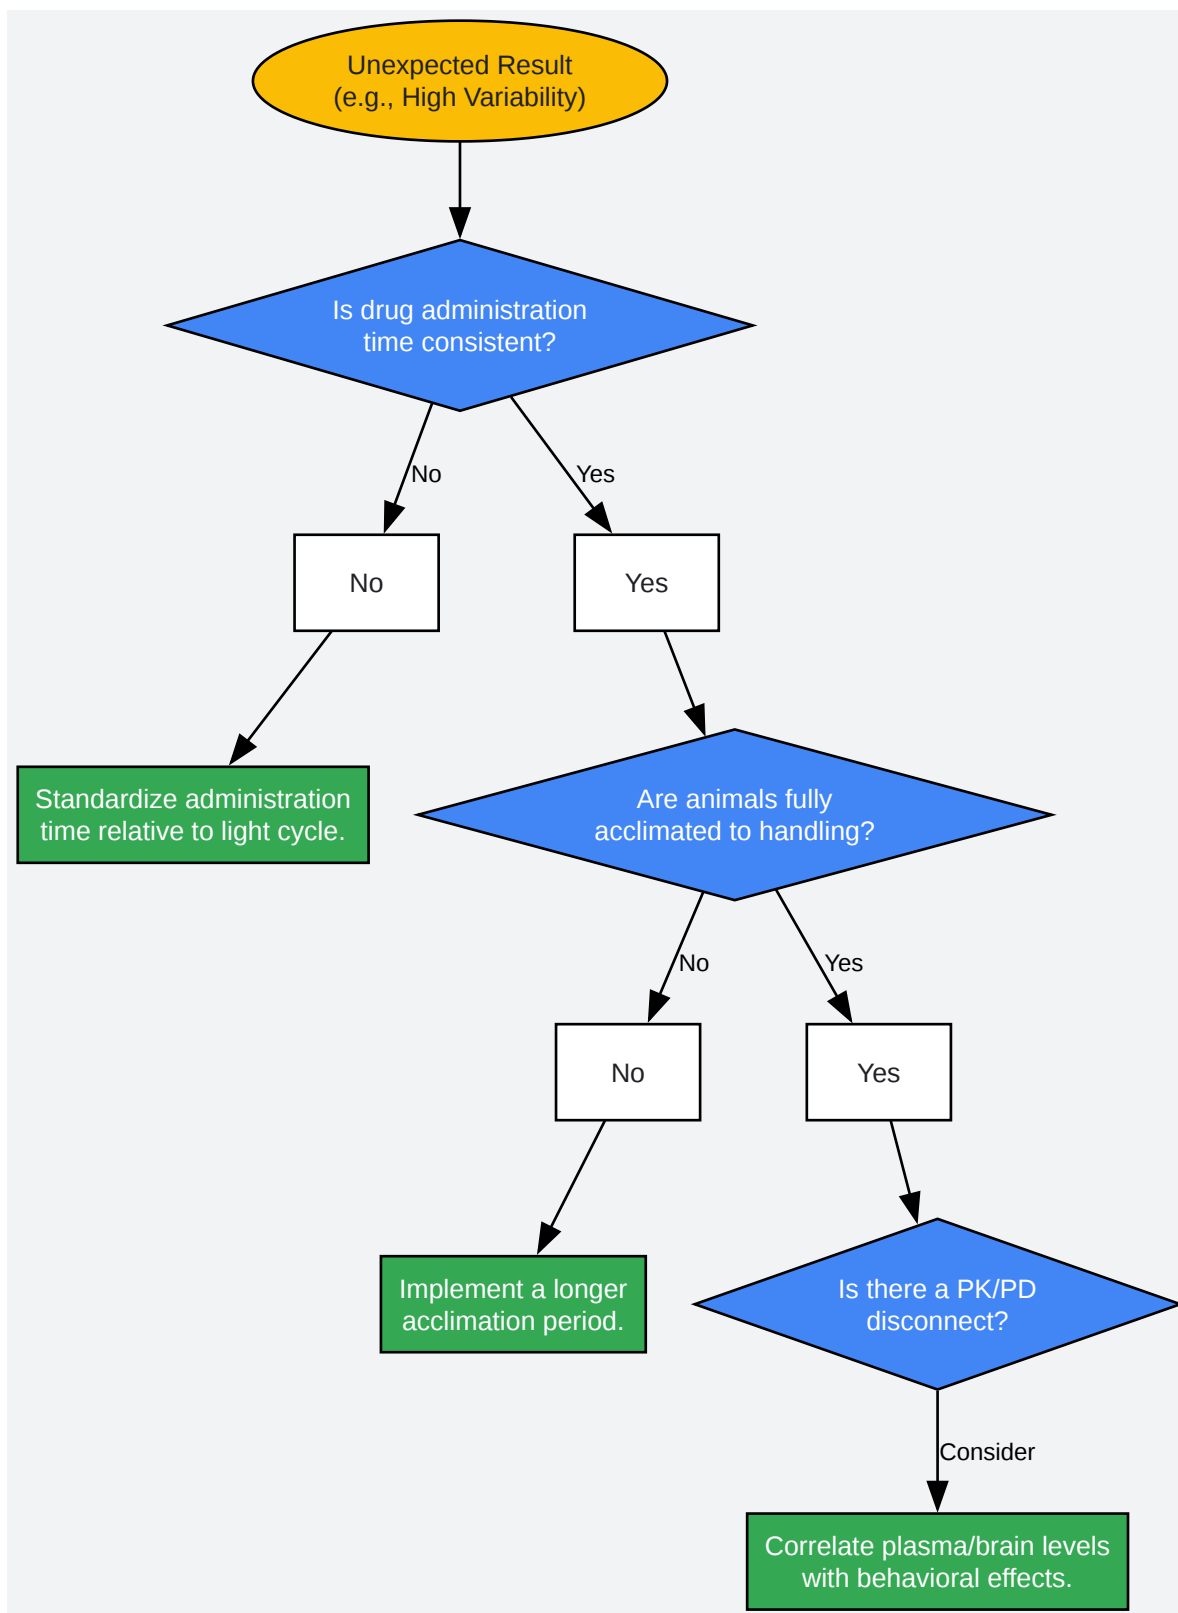 Unexpected Result
(e.g., High Variability)
Is drug administration
time consistent?
No
Yes
No
Yes
Standardize administration
time relative to light cycle.
Are animals fully
acclimated to handling?
No
Yes
No
Yes
Implement a longer
acclimation period.
Is there a PK/PD
disconnect?
Consider
Correlate plasma/brain levels
with behavioral effects.